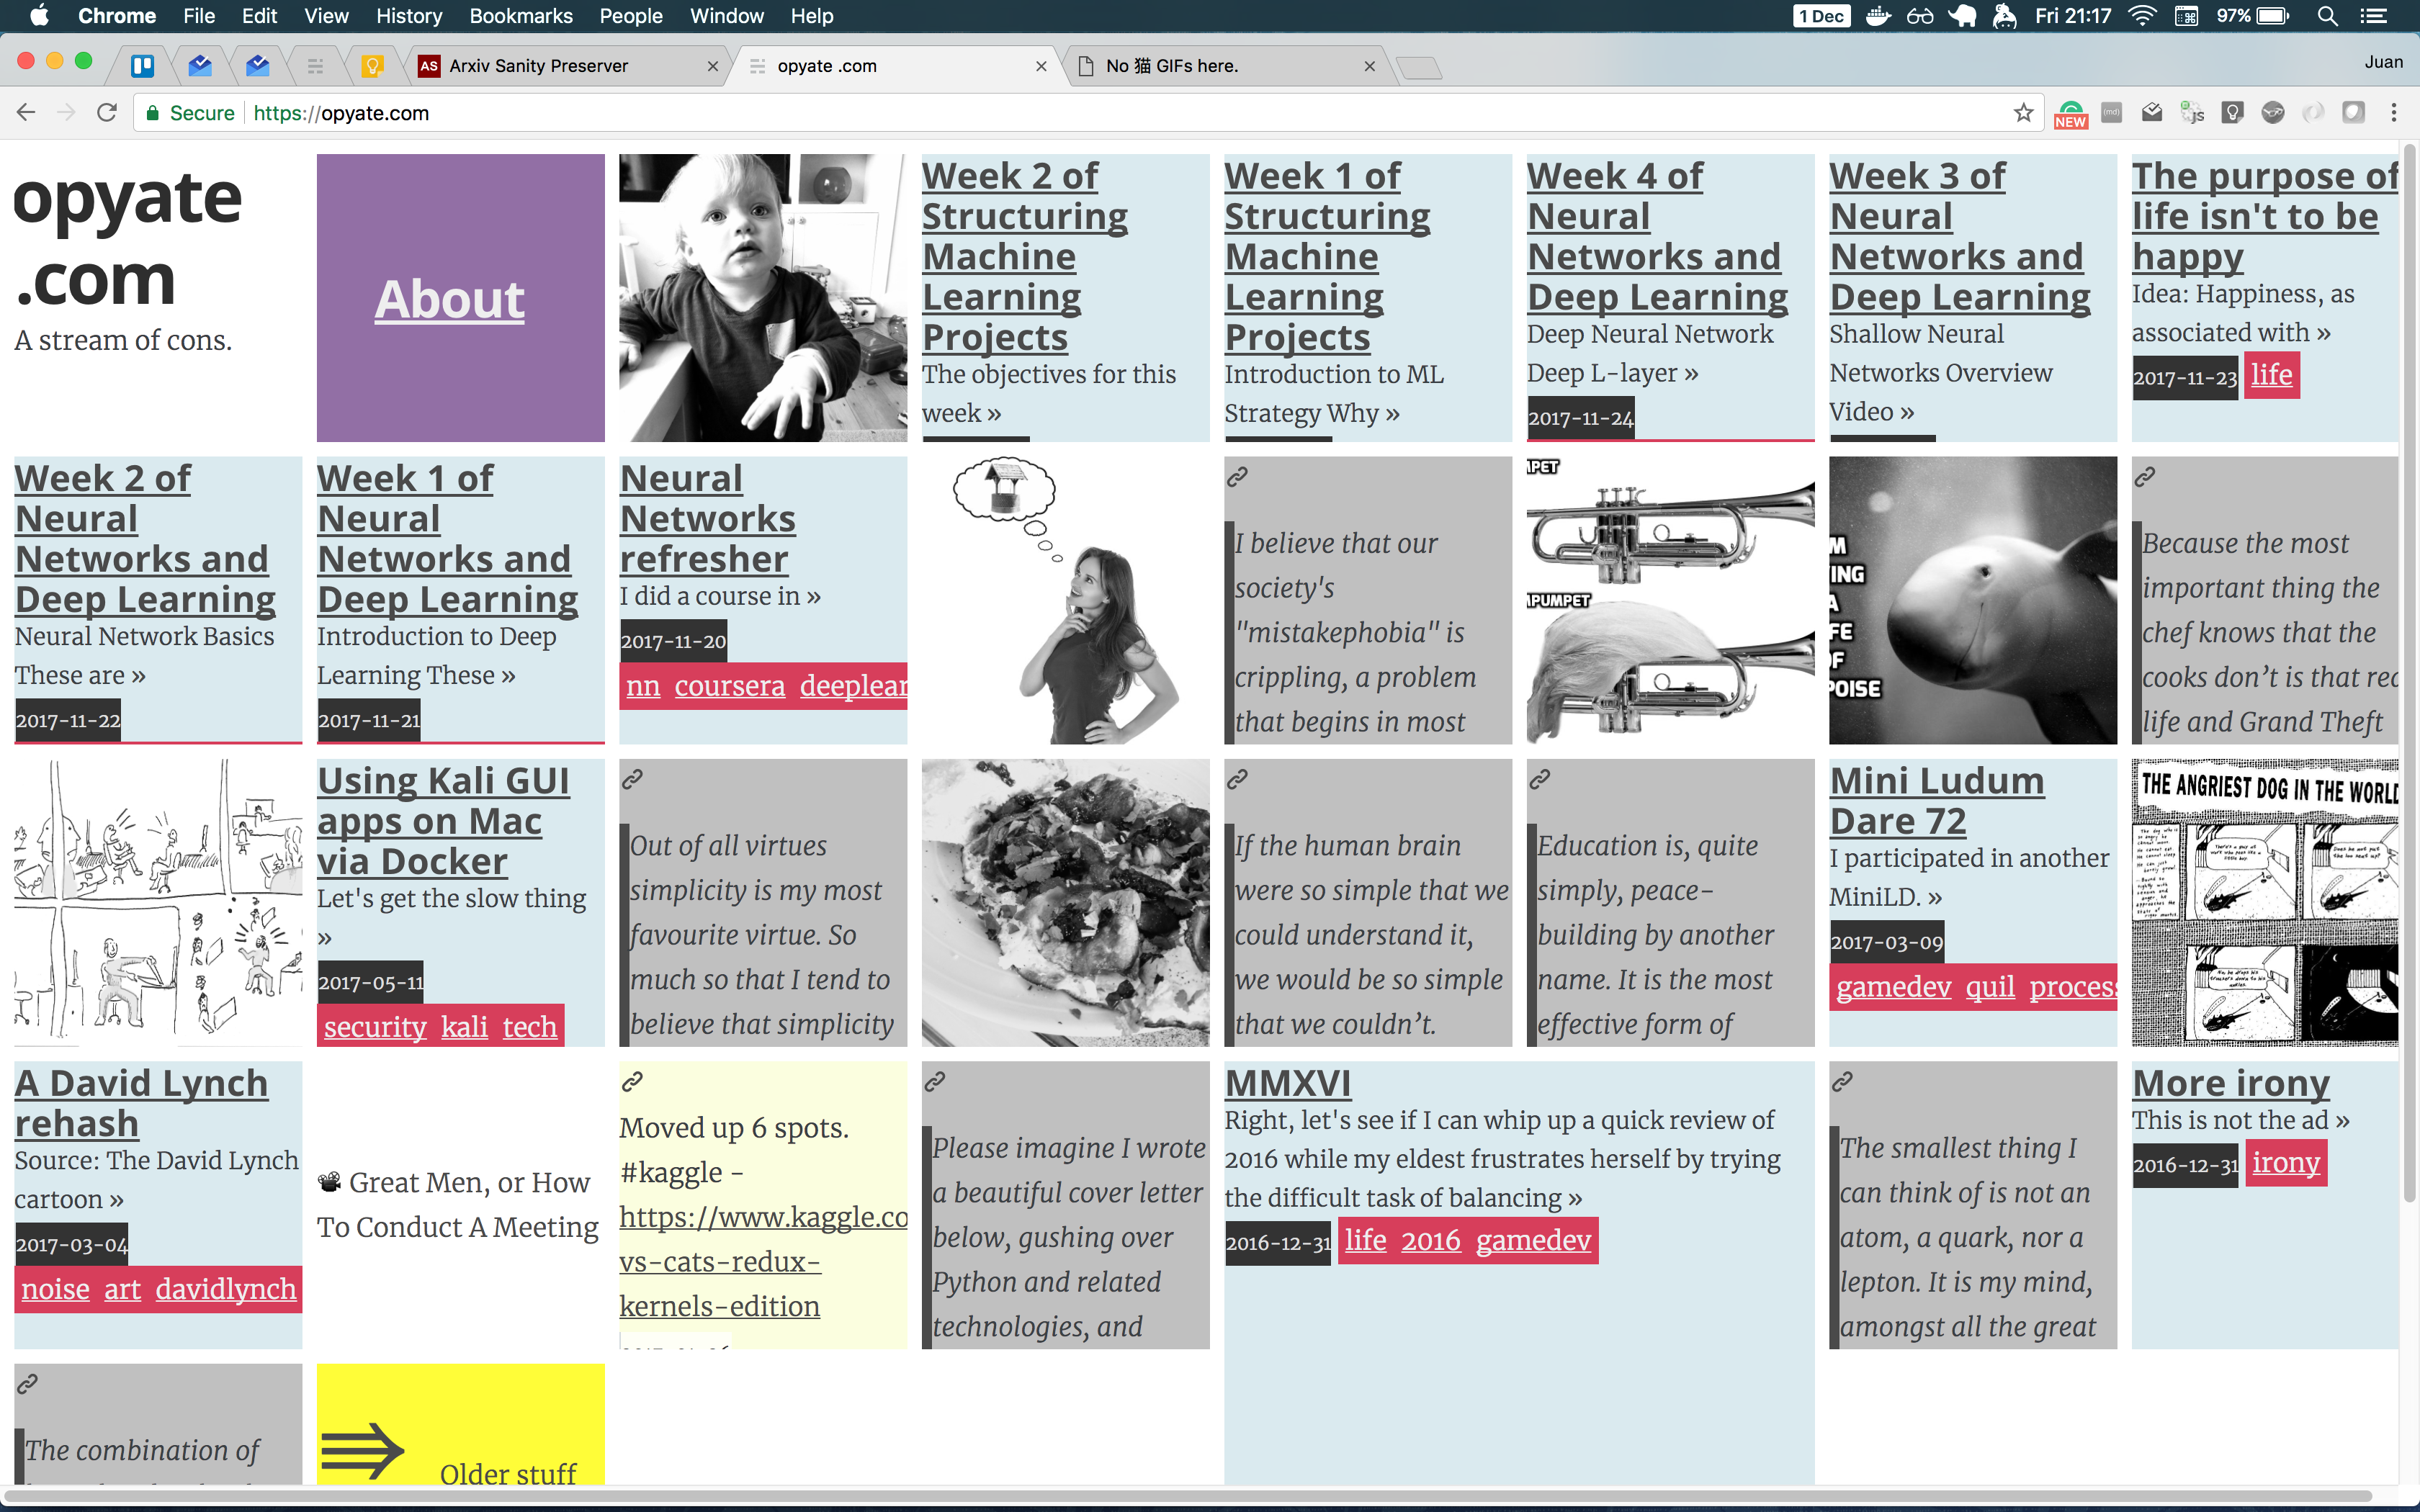 Chrome File Edit View History Bookmarks People Window Help
1 Dec Fri 21:17 97%
AS Arxiv Sanity Preserver
opyate .com
No 猫 GIFs here.
Juan
Secure https://opyate.com
NEW
{md}
js
opyate
.com
A stream of cons.
About
Week 2 of
Structuring
Machine
Learning
Projects
The objectives for this
week »
Week 1 of
Structuring
Machine
Learning
Projects
Introduction to ML
Strategy Why »
Week 4 of
Neural
Networks and
Deep Learning
Deep Neural Network
Deep L-layer »
2017-11-24
Week 3 of
Neural
Networks and
Deep Learning
Shallow Neural
Networks Overview
Video »
The purpose of
life isn't to be
happy
Idea: Happiness, as
associated with »
2017-11-23 life
Week 2 of
Neural
Networks and
Deep Learning
Neural Network Basics
These are »
2017-11-22
Week 1 of
Neural
Networks and
Deep Learning
Introduction to Deep
Learning These »
2017-11-21
Neural
Networks
refresher
I did a course in »
2017-11-20
nn coursera deeplear
I believe that our
society's
"mistakephobia" is
crippling, a problem
that begins in most
MPET
MPUMPET
M
ING
A
FE
OF
POISE
Because the most
important thing the
chef knows that the
cooks don’t is that rec
life and Grand Theft
Using Kali GUI
apps on Mac
via Docker
Let's get the slow thing
»
2017-05-11
security kali tech
Out of all virtues
simplicity is my most
favourite virtue. So
much so that I tend to
believe that simplicity
If the human brain
were so simple that we
could understand it,
we would be so simple
that we couldn’t.
Education is, quite
simply, peace-
building by another
name. It is the most
effective form of
Mini Ludum
Dare 72
I participated in another
MiniLD. »
2017-03-09
gamedev quil process
THE ANGRIEST DOG IN THE WORLD
A David Lynch
rehash
Source: The David Lynch
cartoon »
2017-03-04
noise art davidlynch
Great Men, or How
To Conduct A Meeting
Moved up 6 spots.
#kaggle -
https://www.kaggle.co
vs-cats-redux-
kernels-edition
Please imagine I wrote
a beautiful cover letter
below, gushing over
Python and related
technologies, and
MMXVI
Right, let's see if I can whip up a quick review of
2016 while my eldest frustrates herself by trying
the difficult task of balancing »
2016-12-31 life 2016 gamedev
The smallest thing I
can think of is not an
atom, a quark, nor a
lepton. It is my mind,
amongst all the great
More irony
This is not the ad »
2016-12-31 irony
The combination of
Older stuff